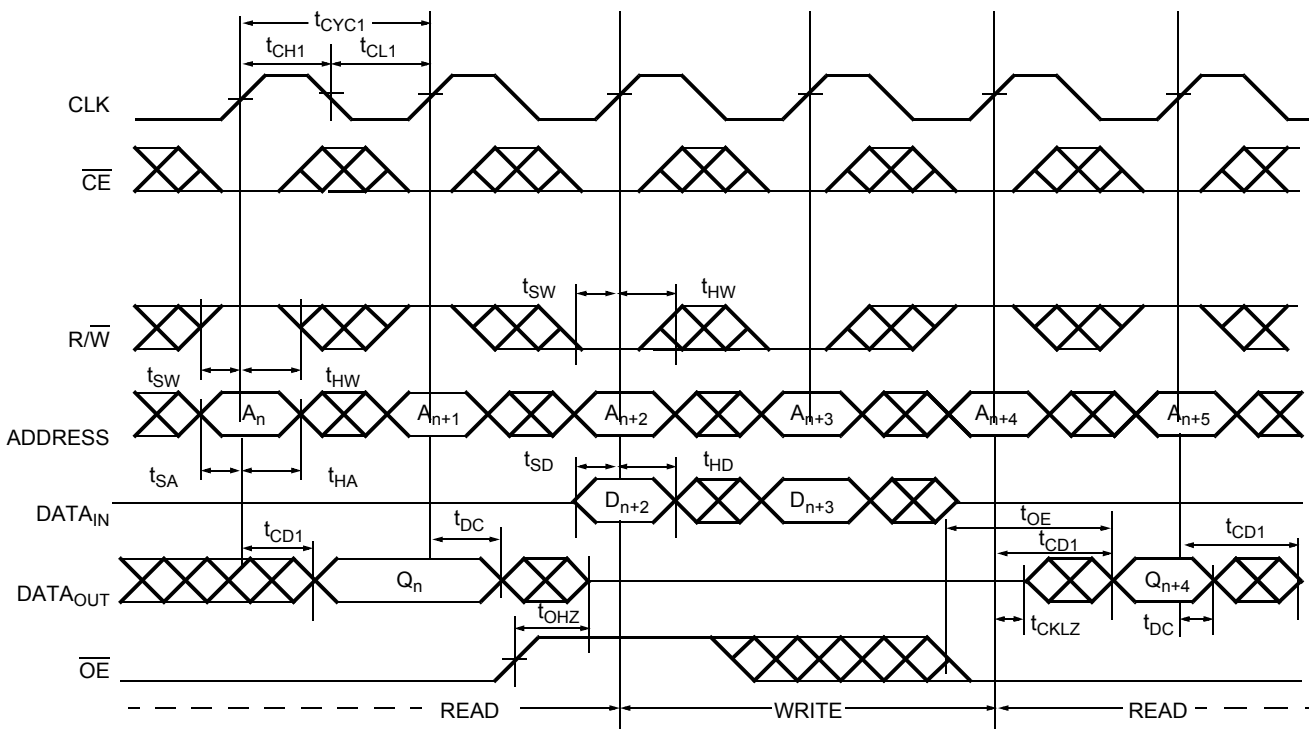 tCYC1
tCH1 tCL1
CLK
CE
tSW tHW
R/W
tSW tHW
An An+1 An+2 An+3 An+4 An+5
ADDRESS
tSA tHA tSD tHD
Dn+2 Dn+3
DATAIN
tOE
tCD1 tDC tCD1 tCD1
Qn Qn+4
DATAOUT
tOHZ tCKLZ tDC
OE
READ WRITE READ